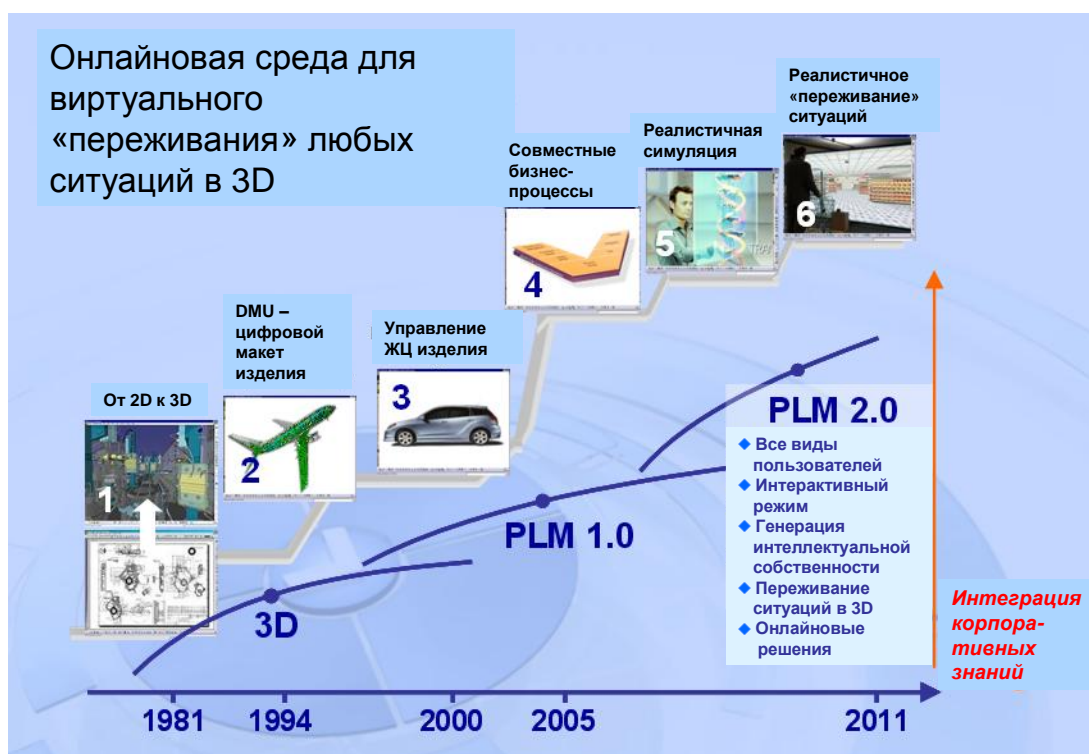 Онлайновая среда для
виртуального
«переживания» любых
ситуаций в 3D
Реалистичное
«переживание»
ситуаций
6
Реалистичная
симуляция
5
Совместные
бизнес-
процессы
4
DMU –
цифровой
макет
изделия
2
Управление
ЖЦ изделия
3
От 2D к 3D
1
3D
PLM 1.0
PLM 2.0
Все виды
пользователей
Интерактивный
режим
Генерация
интеллектуальной
собственности
Переживание
ситуаций в 3D
Онлайновые
решения
Интеграция
корпора-
тивных
знаний
1981
1994
2000
2005
2011